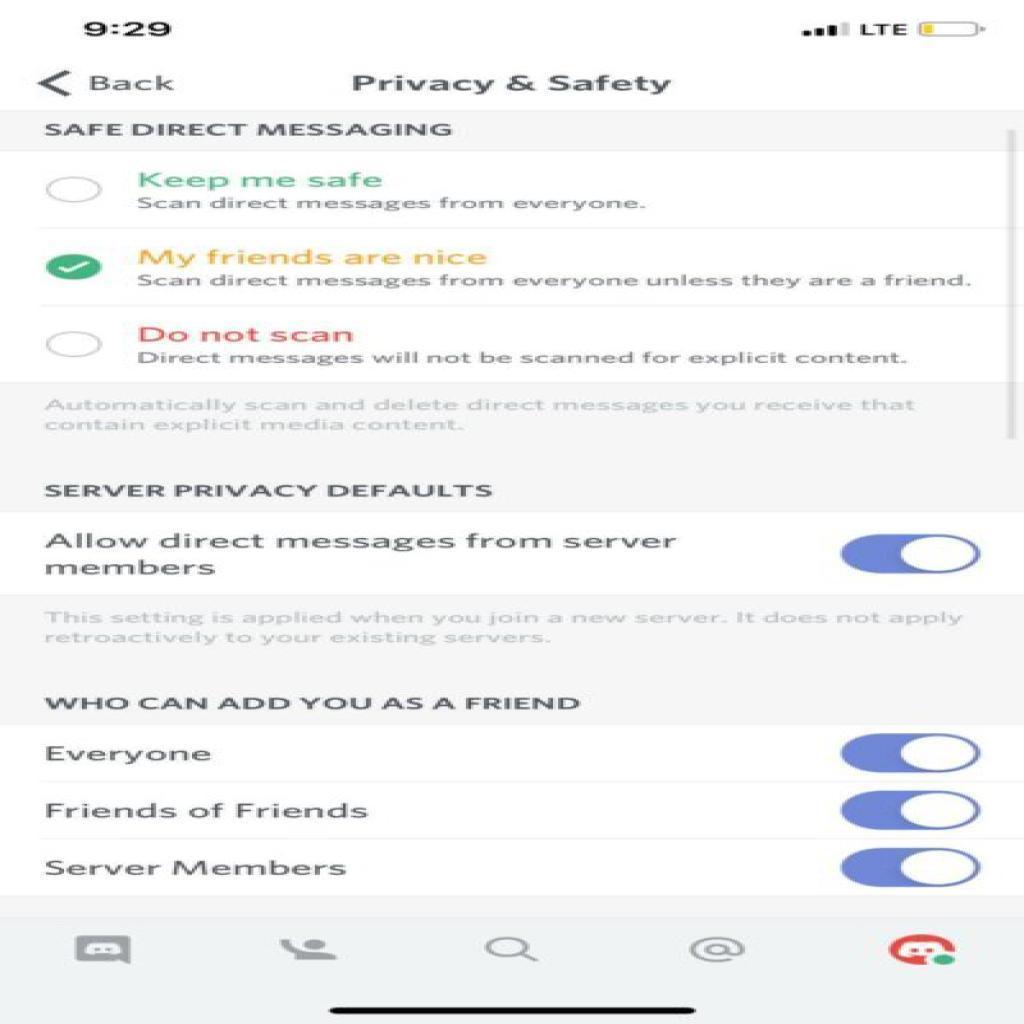 9:29
LTE
Back
Privacy & Safety
SAFE DIRECT MESSAGING
Keep me safe
Scan direct messages from everyone.
My friends are nice
Scan direct messages from everyone unless they are a friend.
Do not scan
Direct messages will not be scanned for explicit content.
Automatically scan and delete direct messages you receive that
contain explicit media content.
SERVER PRIVACY DEFAULTS
Allow direct messages from server
members
This setting is applied when you join a new server. It does not apply
retroactively to your existing servers.
WHO CAN ADD YOU AS A FRIEND
Everyone
Friends of Friends
Server Members